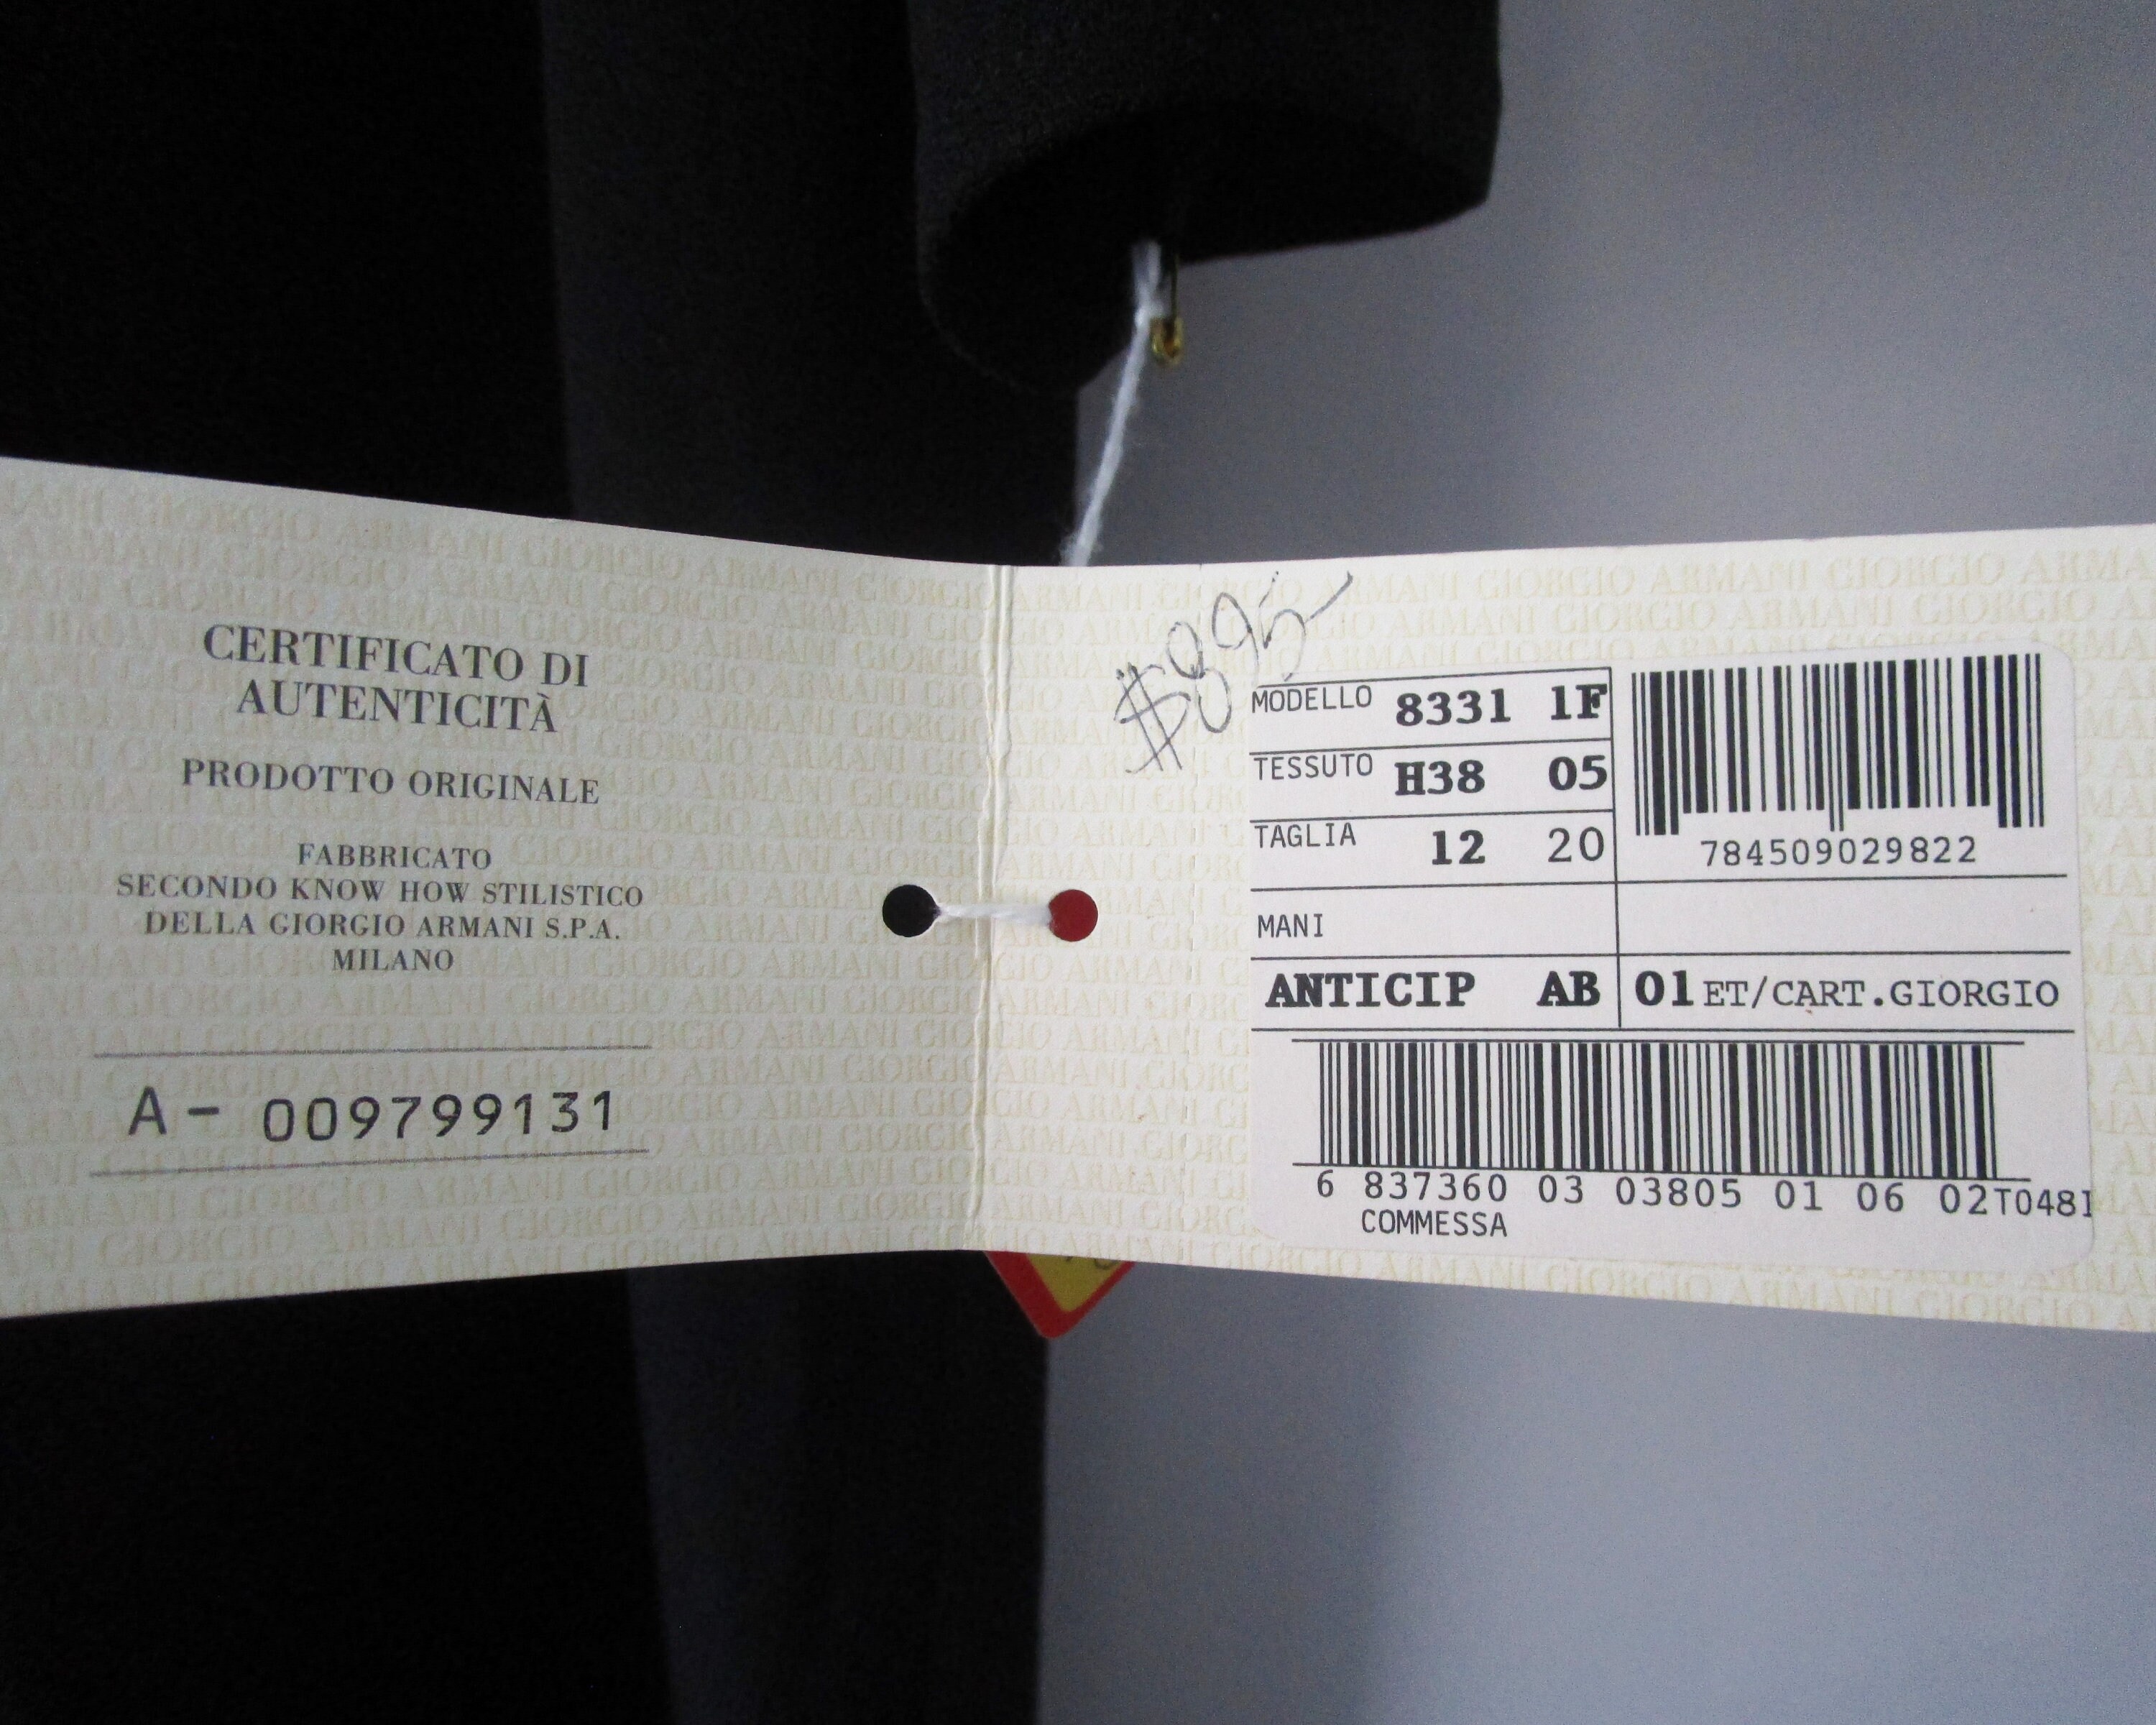 CERTIFICATO DI
AUTENTICITÀ
PRODOTTO ORIGINALE
FABBRICATO
SECONDO KNOW HOW STILISTICO
DELLA GIORGIO ARMANI S.P.A.
MILANO
A- 009799131
$895-
MODELLO 8331 1F
TESSUTO H38 05
TAGLIA 12 20
784509029822
MANI
ANTICIP AB 01 ET/CART.GIORGIO
6 837360 03 03805 01 06 02T0481
COMMESSA